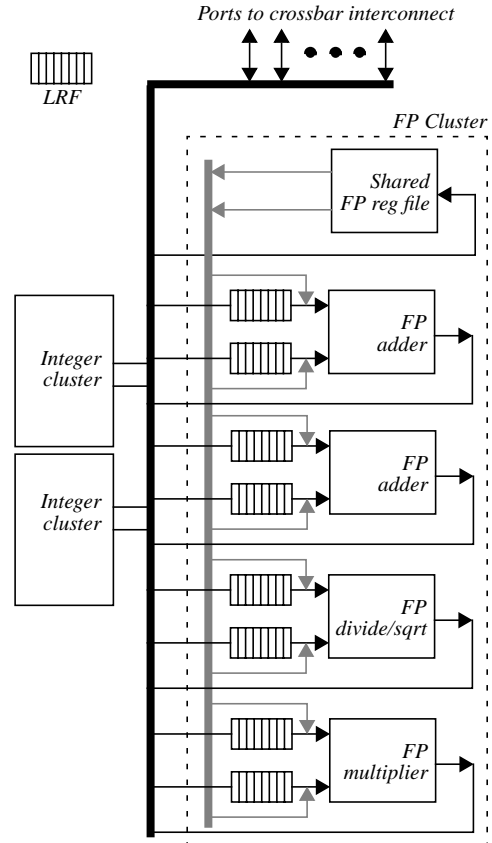 Ports to crossbar interconnect
LRF
FP Cluster
Shared
FP reg file
FP
adder
Integer
cluster
FP
adder
Integer
cluster
FP
divide/sqrt
FP
multiplier